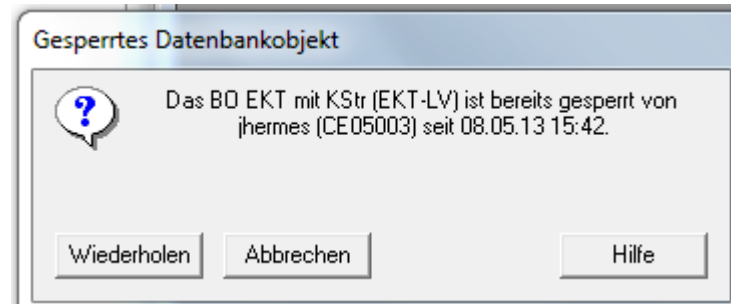 Gesperrtes Datenbankobjekt
Das BO EKT mit KStr (EKT-LV) ist bereits gesperrt von
jhermes (CE05003) seit 08.05.13 15:42.
Wiederholen Abbrechen Hilfe